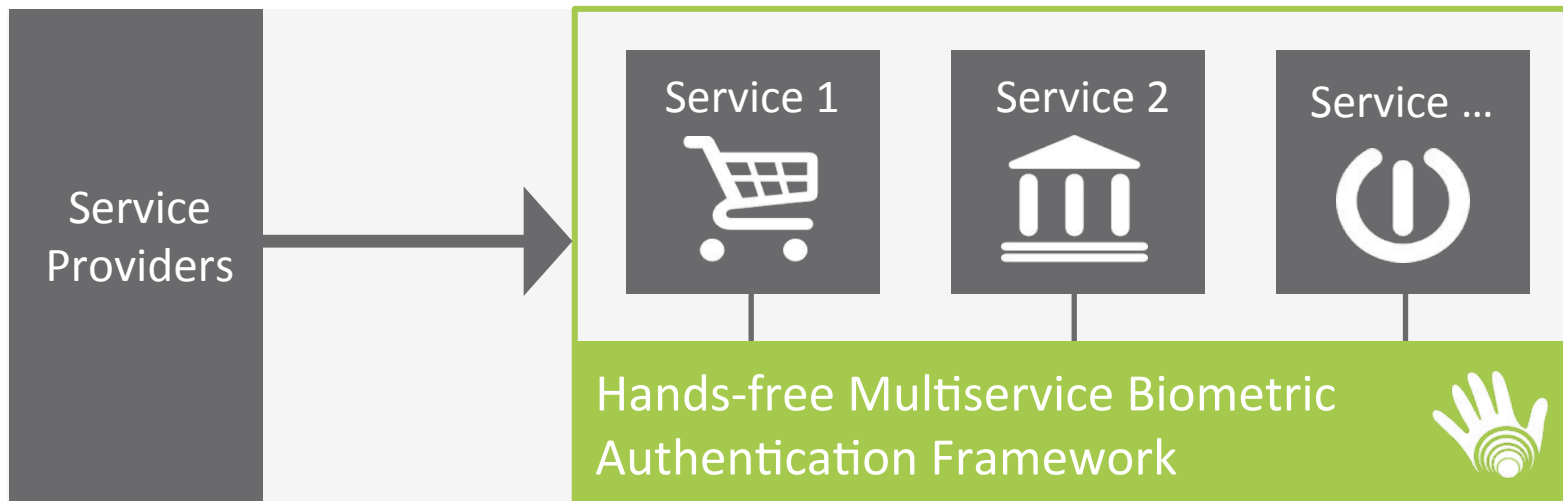 Service
Providers
Service 1
Service 2
Service ...
Hands-free Multiservice Biometric
Authentication Framework